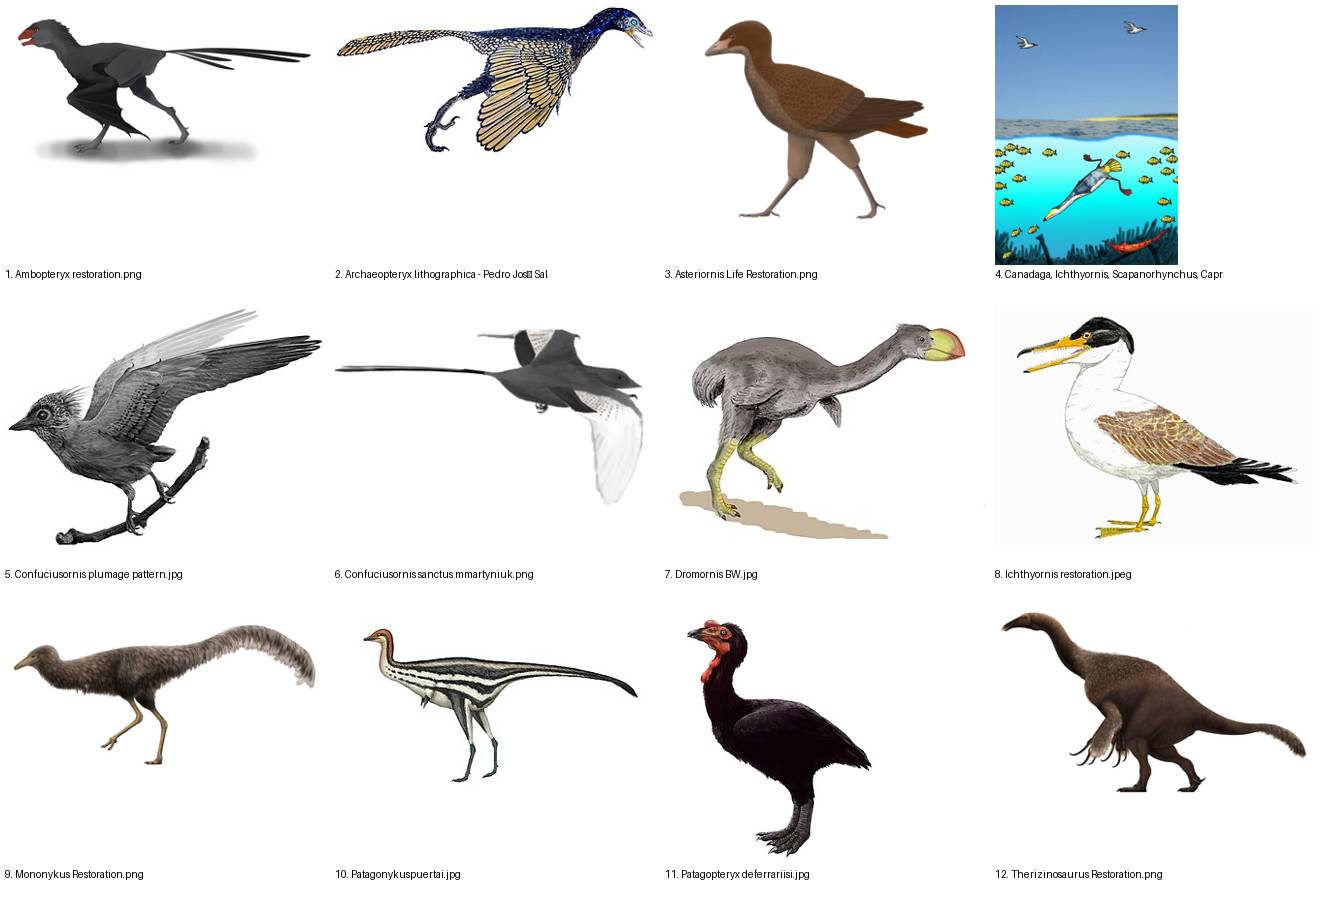 1. Ambopteryx restoration.png
2. Archaeopteryx lithographica - Pedro Jos▯ Sal
3. Asteriornis Life Restoration.png
4. Canadaga, Ichthyornis, Scapanorhynchus, Capr
5. Confuciusornis plumage pattern.jpg
6. Confuciusornis sanctus mmartyniuk.png
7. Dromornis BW.jpg
8. Ichthyornis restoration.jpeg
9. Mononykus Restoration.png
10. Patagonykuspuertai.jpg
11. Patagopteryx deferrariisi.jpg
12. Therizinosaurus Restoration.png